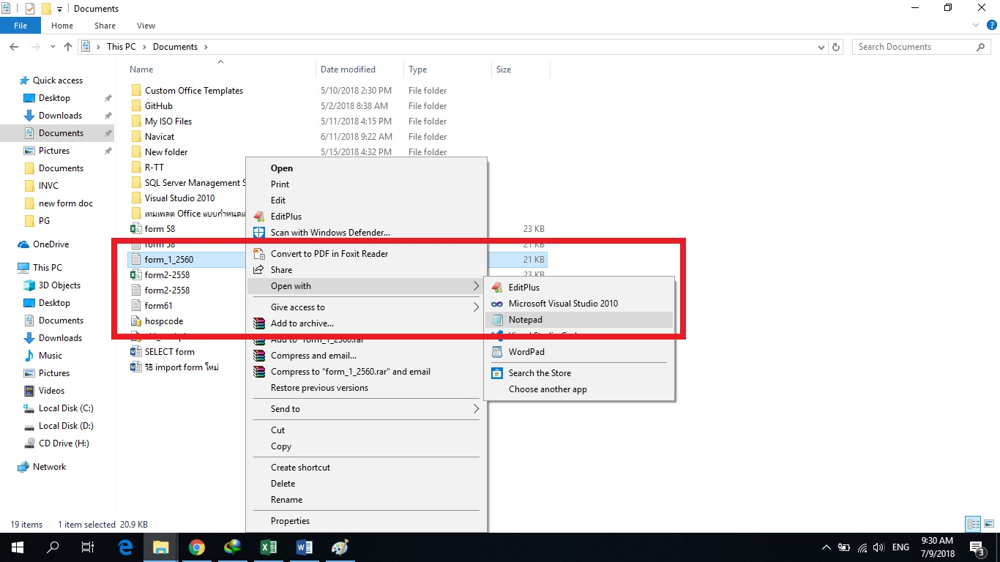 Documents
File Home Share View
This PC Documents
Search Documents
Name Date modified Type Size
Quick access
Desktop
Downloads
Documents
Pictures
Documents
INVC
new form doc
PG
OneDrive
This PC
3D Objects
Desktop
Documents
Downloads
Music
Pictures
Videos
Local Disk (C:)
Local Disk (D:)
CD Drive (H:)
Network
Custom Office Templates 5/10/2018 2:30 PM File folder
GitHub 5/2/2018 8:38 AM File folder
My ISO Files 5/11/2018 4:15 PM File folder
Navicat 6/11/2018 9:22 AM File folder
New folder 5/15/2018 4:32 PM File folder
R-TT
SQL Server Management S
Visual Studio 2010
เทมเพลต Office แบบกำหนดเ
form 58 23 KB
form 58 21 KB
form_1_2560 21 KB
form2-2558 23 KB
form2-2558
form61
hospcode
SELECT form
วิธี import form ใหม่
Open
Print
Edit
EditPlus
Scan with Windows Defender...
Convert to PDF in Foxit Reader
Share
Open with
Give access to
Add to archive...
Add to "form_1_2560.rar"
Compress and email...
Compress to "form_1_2560.rar" and email
Restore previous versions
Send to
Cut
Copy
Create shortcut
Delete
Rename
Properties
EditPlus
Microsoft Visual Studio 2010
Notepad
Visual Studio Code
WordPad
Search the Store
Choose another app
19 items 1 item selected 20.9 KB
ENG
9:30 AM
7/9/2018
3